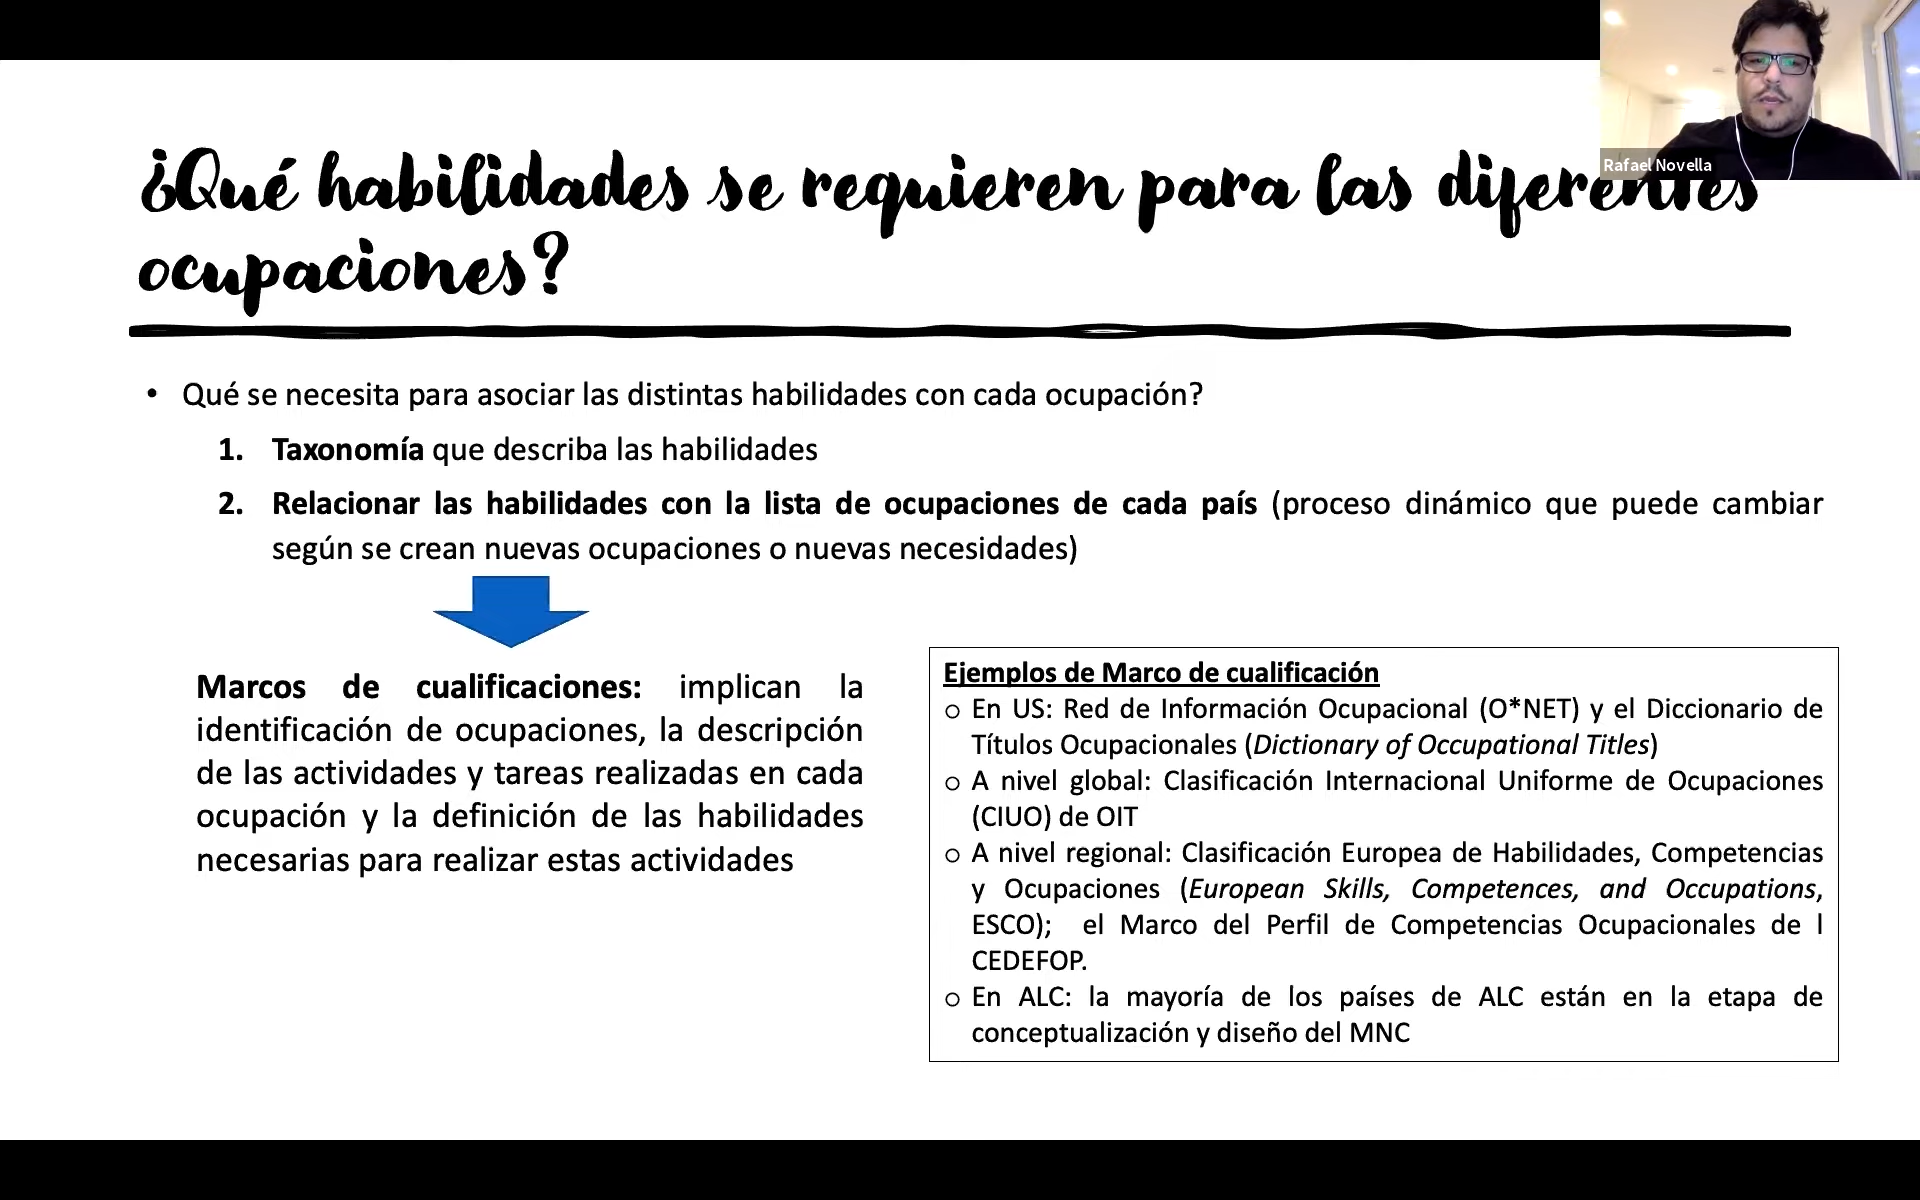 ¿Qué habilidades se requieren para las diferentes
ocupaciones?
• Qué se necesita para asociar las distintas habilidades con cada ocupación?
1. Taxonomía que describa las habilidades
2. Relacionar las habilidades con la lista de ocupaciones de cada país (proceso dinámico que puede cambiar
según se crean nuevas ocupaciones o nuevas necesidades)
Marcos de cualificaciones: implican la
identificación de ocupaciones, la descripción
de las actividades y tareas realizadas en cada
ocupación y la definición de las habilidades
necesarias para realizar estas actividades
Ejemplos de Marco de cualificación
o En US: Red de Información Ocupacional (O*NET) y el Diccionario de
Títulos Ocupacionales (Dictionary of Occupational Titles)
o A nivel global: Clasificación Internacional Uniforme de Ocupaciones
(CIUO) de OIT
o A nivel regional: Clasificación Europea de Habilidades, Competencias
y Ocupaciones (European Skills, Competences, and Occupations,
ESCO); el Marco del Perfil de Competencias Ocupacionales de l
CEDEFOP.
o En ALC: la mayoría de los países de ALC están en la etapa de
conceptualización y diseño del MNC
Rafael Novella